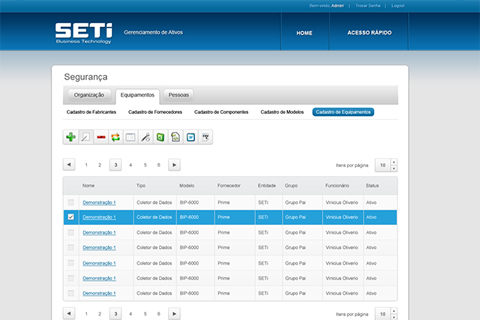 Bem-vindo, Admin! | Trocar Senha | Logout
SETi
Business Technology
Gerenciamento de Ativos
HOME
ACESSO RÁPIDO
Segurança
Organização Equipamentos Pessoas
Cadastro de Fabricantes Cadastro de Fornecedores Cadastro de Componentes Cadastro de Modelos Cadastro de Equipamentos
1 2 3 4 5 6 Itens por página 10
Nome Tipo Modelo Fornecedor Entidade Grupo Funcionário Status
Demonstração 1 Coletor de Dados BIP-6000 Prime SETi Grupo Pai Vinicius Oliverio Ativo
Demonstração 1 Coletor de Dados BIP-6000 Prime SETi Grupo Pai Vinicius Oliverio Ativo
Demonstração 1 Coletor de Dados BIP-6000 Prime SETi Grupo Pai Vinicius Oliverio Ativo
Demonstração 1 Coletor de Dados BIP-6000 Prime SETi Grupo Pai Vinicius Oliverio Ativo
Demonstração 1 Coletor de Dados BIP-6000 Prime SETi Grupo Pai Vinicius Oliverio Ativo
Demonstração 1 Coletor de Dados BIP-6000 Prime SETi Grupo Pai Vinicius Oliverio Ativo
Demonstração 1 Coletor de Dados BIP-6000 Prime SETi Grupo Pai Vinicius Oliverio Ativo
1 2 3 4 5 6 Itens por página 10